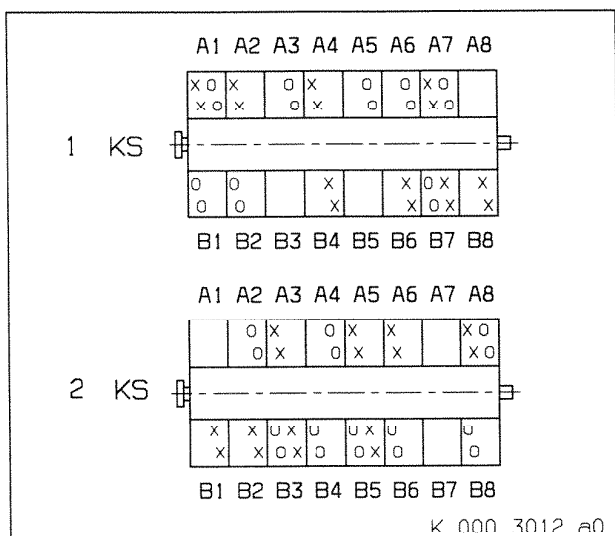 A1 A2 A3 A4 A5 A6 A7 A8
X O X O X O O X O
X O X O X O O X O
1 KS
O O X X O X X
O O X X O X X
B1 B2 B3 B4 B5 B6 B7 B8
A1 A2 A3 A4 A5 A6 A7 A8
O X O X X X O
O X O X X X O
2 KS
X X U X U U X U U
X X O X O O X O O
B1 B2 B3 B4 B5 B6 B7 B8
K 000 3012 a0